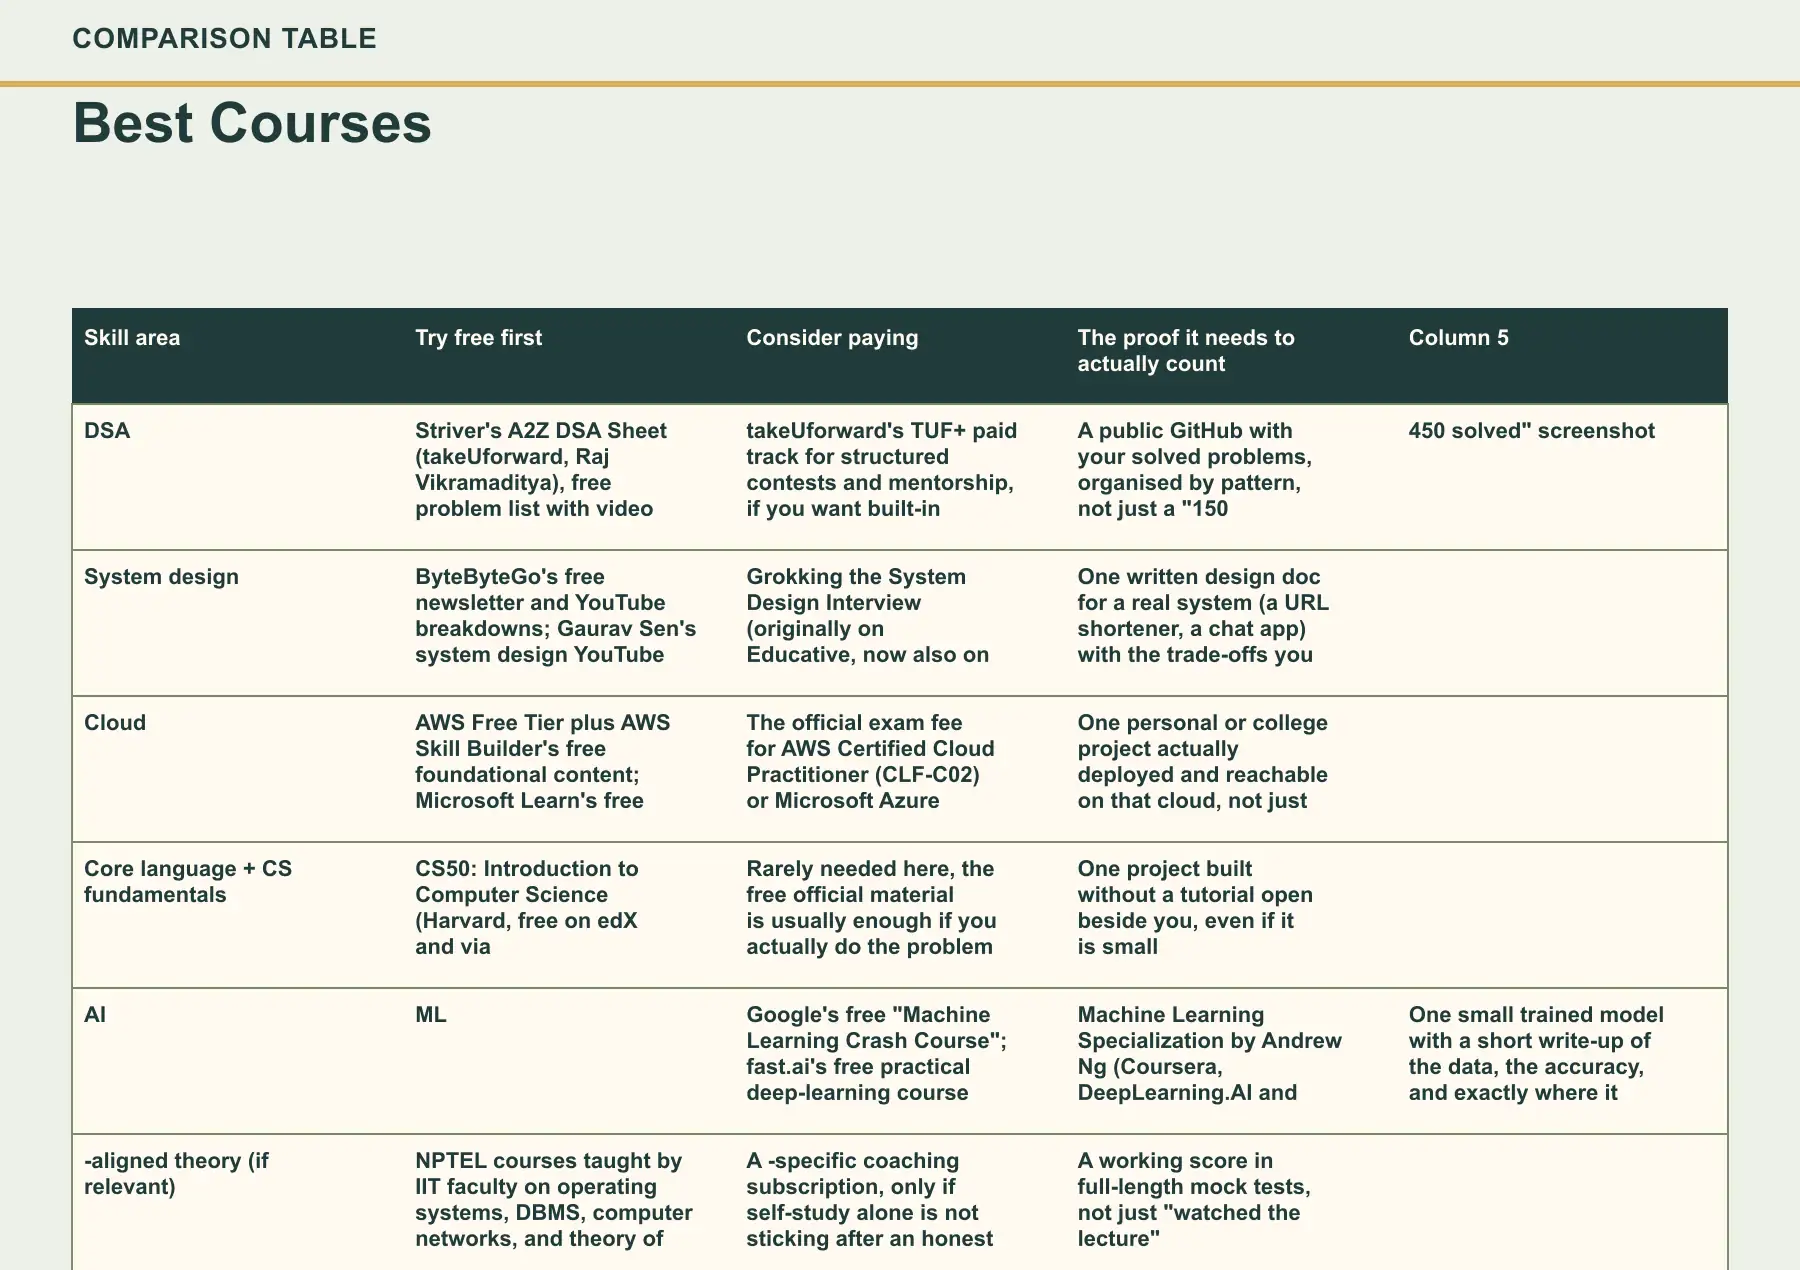 COMPARISON TABLE
Best Courses
Skill area
Try free first
Consider paying
The proof it needs to
actually count
Column 5
DSA
Striver's A2Z DSA Sheet
(takeUforward, Raj
Vikramaditya), free
problem list with video
takeUforward's TUF+ paid
track for structured
contests and mentorship,
if you want built-in
A public GitHub with
your solved problems,
organised by pattern,
not just a "150
450 solved" screenshot
System design
ByteByteGo's free
newsletter and YouTube
breakdowns; Gaurav Sen's
system design YouTube
Grokking the System
Design Interview
(originally on
Educative, now also on
One written design doc
for a real system (a URL
shortener, a chat app)
with the trade-offs you
Cloud
AWS Free Tier plus AWS
Skill Builder's free
foundational content;
Microsoft Learn's free
The official exam fee
for AWS Certified Cloud
Practitioner (CLF-C02)
or Microsoft Azure
One personal or college
project actually
deployed and reachable
on that cloud, not just
Core language + CS
fundamentals
CS50: Introduction to
Computer Science
(Harvard, free on edX
and via
Rarely needed here, the
free official material
is usually enough if you
actually do the problem
One project built
without a tutorial open
beside you, even if it
is small
AI
ML
Google's free "Machine
Learning Crash Course";
fast.ai's free practical
deep-learning course
Machine Learning
Specialization by Andrew
Ng (Coursera,
DeepLearning.AI and
One small trained model
with a short write-up of
the data, the accuracy,
and exactly where it
-aligned theory (if
relevant)
NPTEL courses taught by
IIT faculty on operating
systems, DBMS, computer
networks, and theory of
A -specific coaching
subscription, only if
self-study alone is not
sticking after an honest
A working score in
full-length mock tests,
not just "watched the
lecture"